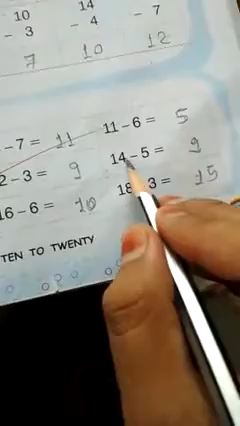 10 14
- 3 - 4 - 7
7 10 12
-7 = 11 11-6 = 5
2-3 = 9 14-5 = 9
16-6 = 10 18 3 = 15
TEN TO TWENTY